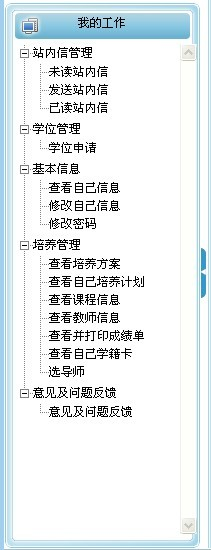 我的工作
站内信管理
未读站内信
发送站内信
已读站内信
学位管理
学位申请
基本信息
查看自己信息
修改自己信息
修改密码
培养管理
查看培养方案
查看自己培养计划
查看课程信息
查看教师信息
查看并打印成绩单
查看自己学籍卡
选导师
意见及问题反馈
意见及问题反馈